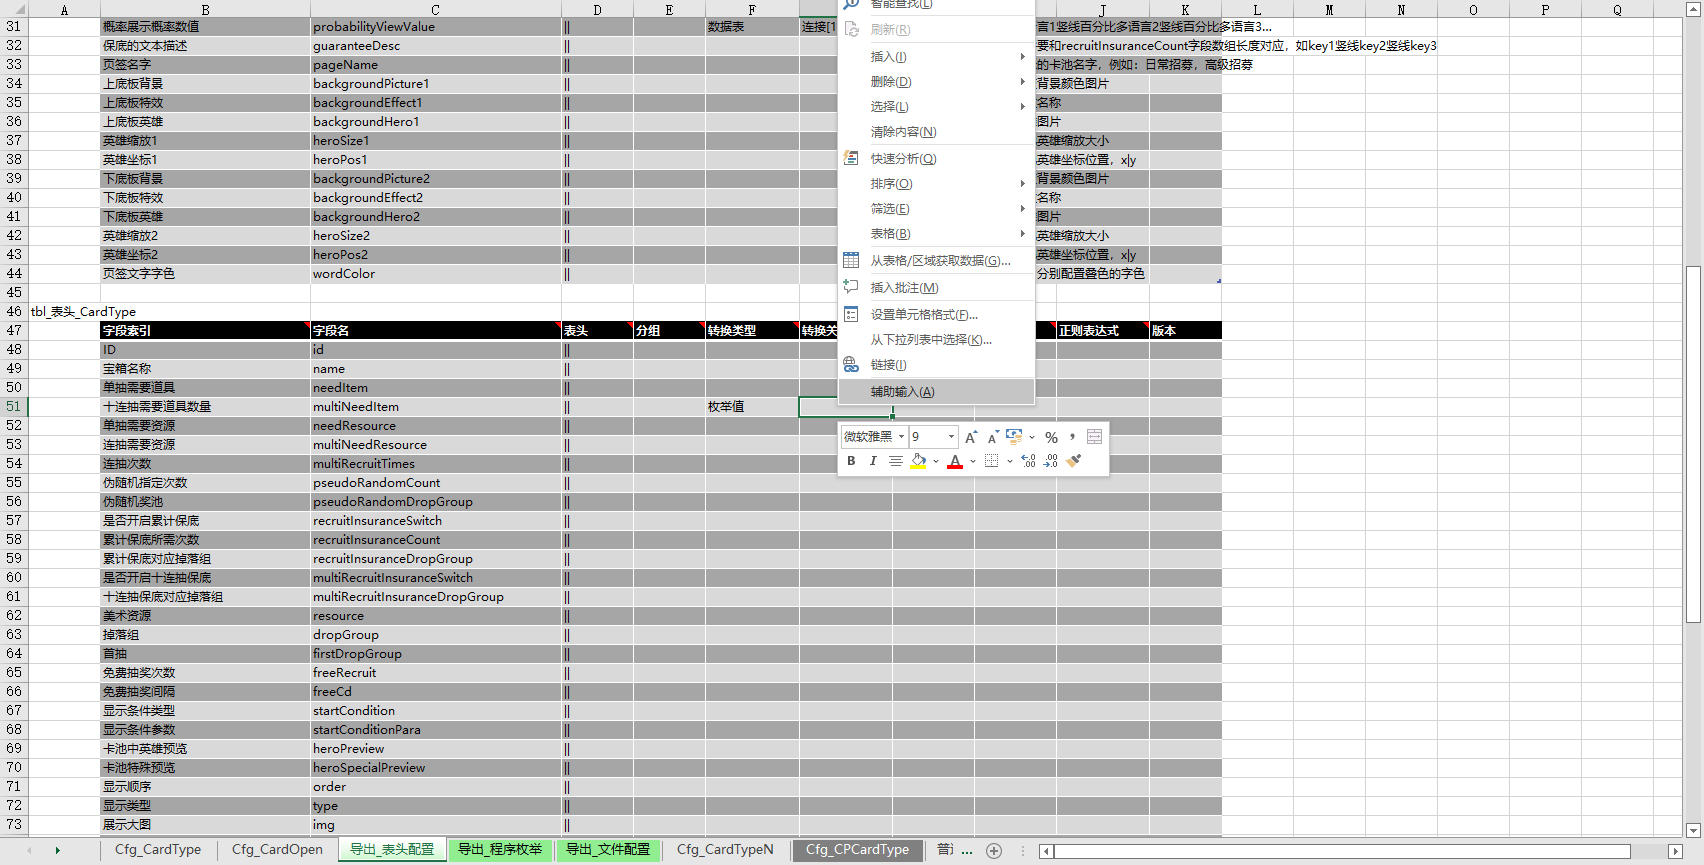 A B C D E F J K L M N O P Q
31 概率展示概率数值 probabilityViewValue || 数据表 连接[1 言1竖线百分比多语言2竖线百分比多语言3...
32 保底的文本描述 guaranteeDesc || 要和recruitInsuranceCount字段数组长度对应，如key1竖线key2竖线key3
33 页签名字 pageName || 的卡池名字，例如：日常招募，高级招募
34 上底板背景 backgroundPicture1 || 背景颜色图片
35 上底板特效 backgroundEffect1 || 名称
36 上底板英雄 backgroundHero1 || 图片
37 英雄缩放1 heroSize1 || 英雄缩放大小
38 英雄坐标1 heroPos1 || 英雄坐标位置，x|y
39 下底板背景 backgroundPicture2 || 背景颜色图片
40 下底板特效 backgroundEffect2 || 名称
41 下底板英雄 backgroundHero2 || 图片
42 英雄缩放2 heroSize2 || 英雄缩放大小
43 英雄坐标2 heroPos2 || 英雄坐标位置，x|y
44 页签文字字色 wordColor || 分别配置叠色的字色
45
46 tbl_表头_CardType
47 字段索引 字段名 表头 分组 转换类型 转换关 正则表达式 版本
48 ID id ||
49 宝箱名称 name ||
50 单抽需要道具 needItem ||
51 十连抽需要道具数量 multiNeedItem || 枚举值
52 单抽需要资源 needResource ||
53 连抽需要资源 multiNeedResource ||
54 连抽次数 multiRecruitTimes ||
55 伪随机指定次数 pseudoRandomCount ||
56 伪随机奖池 pseudoRandomDropGroup ||
57 是否开启累计保底 recruitInsuranceSwitch ||
58 累计保底所需次数 recruitInsuranceCount ||
59 累计保底对应掉落组 recruitInsuranceDropGroup ||
60 是否开启十连抽保底 multiRecruitInsuranceSwitch ||
61 十连抽保底对应掉落组 multiRecruitInsuranceDropGroup ||
62 美术资源 resource ||
63 掉落组 dropGroup ||
64 首抽 firstDropGroup ||
65 免费抽奖次数 freeRecruit ||
66 免费抽奖间隔 freeCd ||
67 显示条件类型 startCondition ||
68 显示条件参数 startConditionPara ||
69 卡池中英雄预览 heroPreview ||
70 卡池特殊预览 heroSpecialPreview ||
71 显示顺序 order ||
72 显示类型 type ||
73 展示大图 img ||
智能查找(L)
刷新(R)
插入(I)
删除(D)
选择(L)
清除内容(N)
快速分析(Q)
排序(O)
筛选(E)
表格(B)
从表格/区域获取数据(G)...
插入批注(M)
设置单元格格式(F)...
从下拉列表中选择(K)...
链接(I)
辅助输入(A)
微软雅黑 9 A A % ,
B I A .00 .00
Cfg_CardType Cfg_CardOpen 导出_表头配置 导出_程序枚举 导出_文件配置 Cfg_CardTypeN Cfg_CPCardType 普 ...